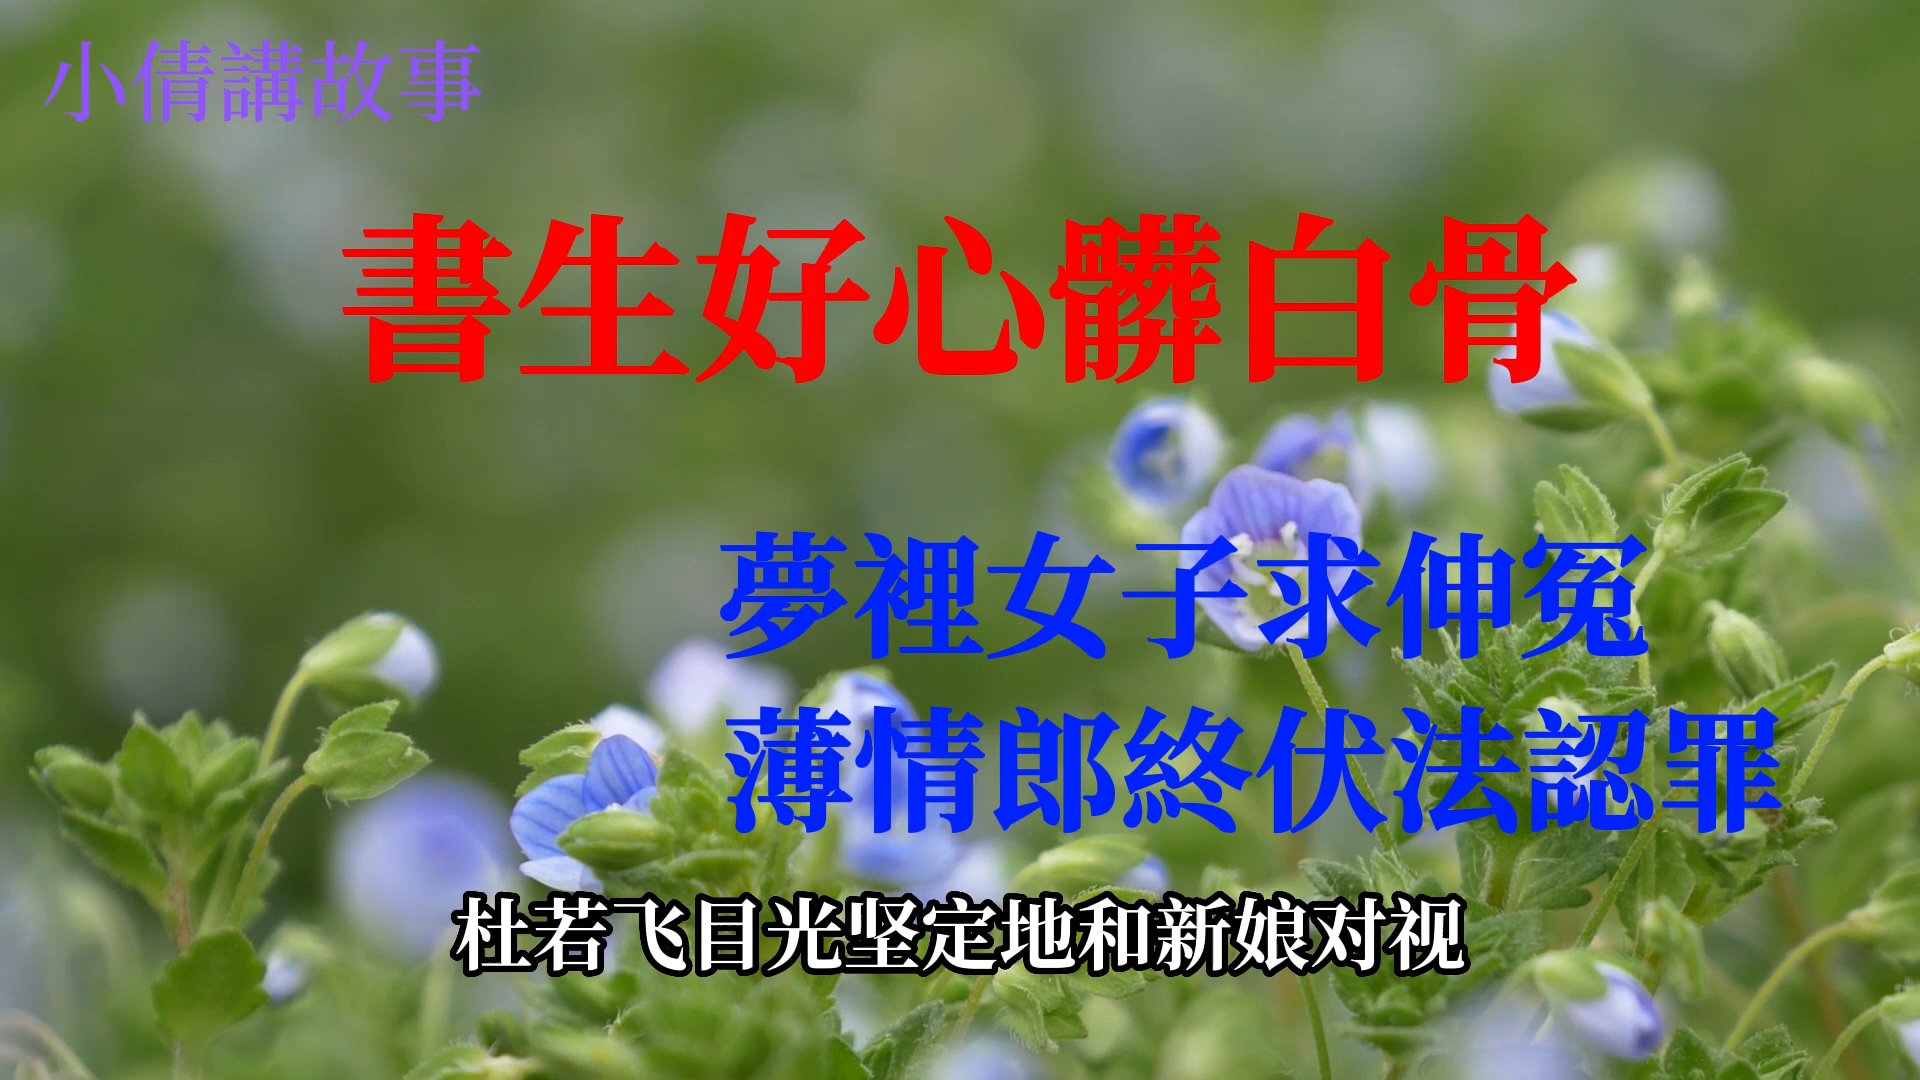 小倩講故事
書生好心髒白骨
夢裡女子求伸冤
薄情郎終伏法認罪
杜若飞目光坚定地和新娘对视